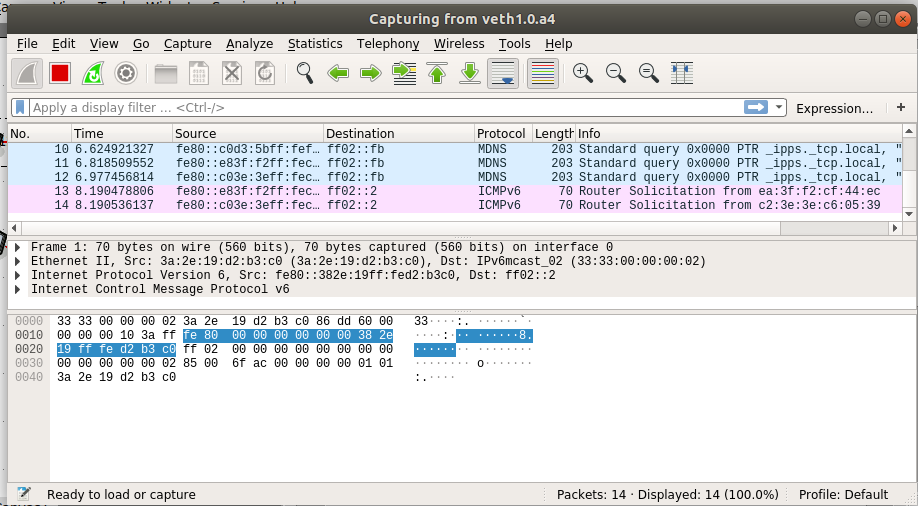 Capturing from veth1.0.a4
File Edit View Go Capture Analyze Statistics Telephony Wireless Tools Help
Apply a display filter ... <Ctrl-/> Expression... +
No. Time Source Destination Protocol Length Info
10 6.624921327 fe80::c0d3:5bff:fef... ff02::fb MDNS 203 Standard query 0x0000 PTR _ipps._tcp.local, "
11 6.818509552 fe80::e83f:f2ff:fec... ff02::fb MDNS 203 Standard query 0x0000 PTR _ipps._tcp.local, "
12 6.977456814 fe80::c03e:3eff:fec... ff02::fb MDNS 203 Standard query 0x0000 PTR _ipps._tcp.local, "
13 8.190478806 fe80::e83f:f2ff:fec... ff02::2 ICMPv6 70 Router Solicitation from ea:3f:f2:cf:44:ec
14 8.190536137 fe80::c03e:3eff:fec... ff02::2 ICMPv6 70 Router Solicitation from c2:3e:3e:c6:05:39
Frame 1: 70 bytes on wire (560 bits), 70 bytes captured (560 bits) on interface 0
Ethernet II, Src: 3a:2e:19:d2:b3:c0 (3a:2e:19:d2:b3:c0), Dst: IPv6mcast_02 (33:33:00:00:00:02)
Internet Protocol Version 6, Src: fe80::382e:19ff:fed2:b3c0, Dst: ff02::2
Internet Control Message Protocol v6
0000 33 33 00 00 00 02 3a 2e 19 d2 b3 c0 86 dd 60 00 33····:. ······`·
0010 00 00 00 10 3a ff fe 80 00 00 00 00 00 00 38 2e ····:··· ······8.
0020 19 ff fe d2 b3 c0 ff 02 00 00 00 00 00 00 00 00 ········ ········
0030 00 00 00 00 00 02 85 00 6f ac 00 00 00 00 01 01 ········ o·······
0040 3a 2e 19 d2 b3 c0 :.····
Ready to load or capture Packets: 14 · Displayed: 14 (100.0%) Profile: Default